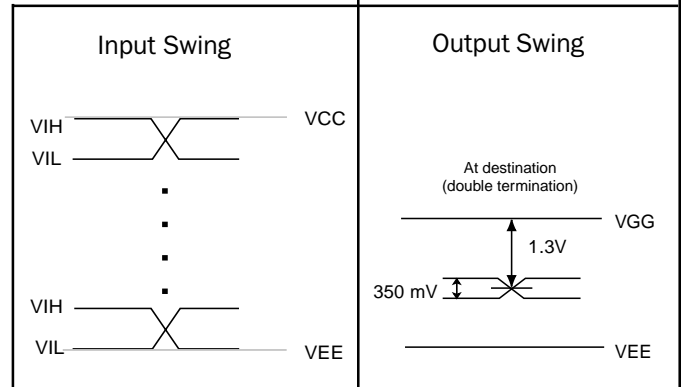 Input Swing
VIH
VCC
VIL
VIH
VIL
VEE
Output Swing
At destination
(double termination)
VGG
1.3V
350 mV
VEE